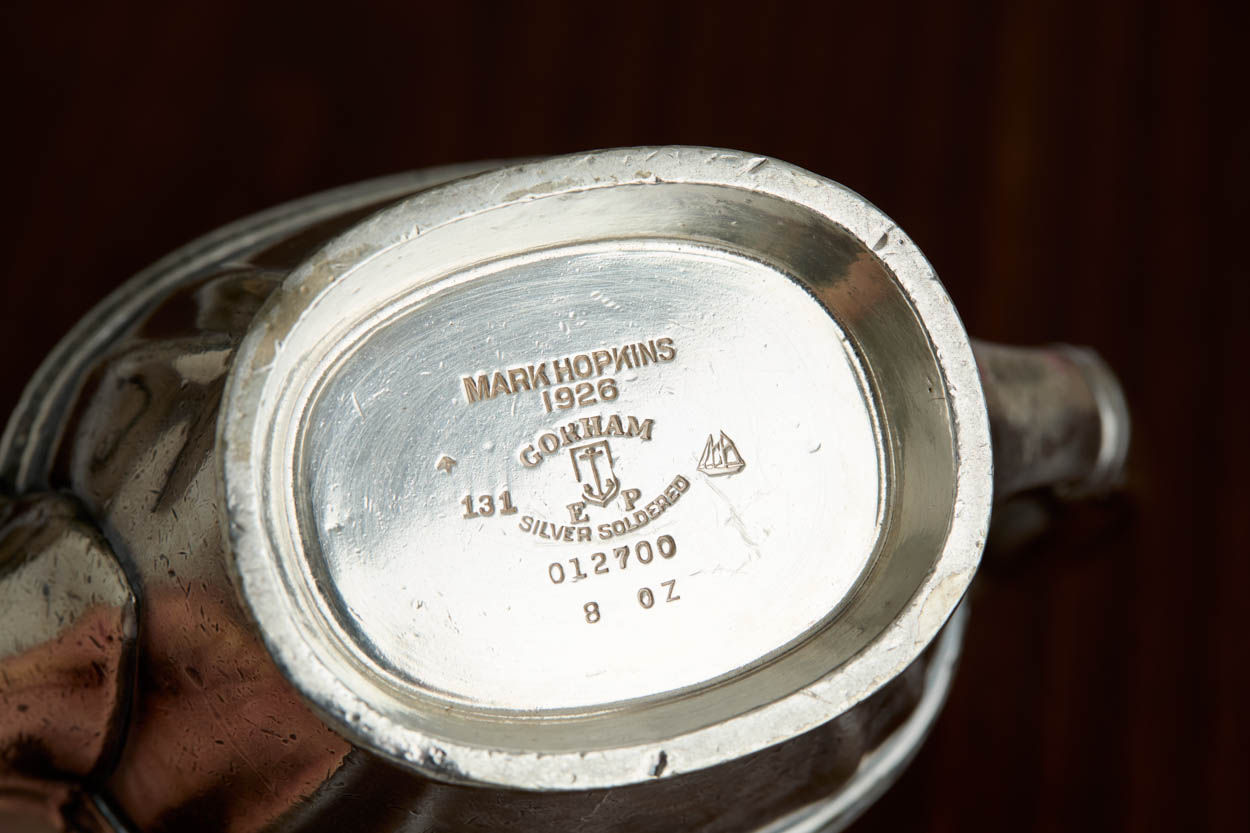 MARK HOPKINS
1926
GORHAM
131
E P
SILVER SOLDERED
012700
8 OZ